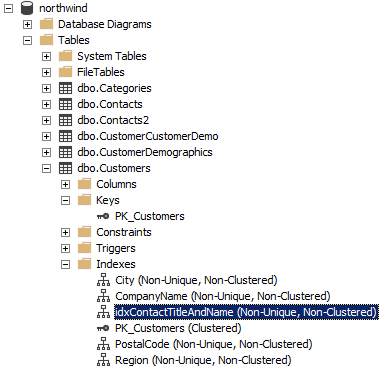 northwind
Database Diagrams
Tables
System Tables
FileTables
dbo.Categories
dbo.Contacts
dbo.Contacts2
dbo.CustomerCustomerDemo
dbo.CustomerDemographics
dbo.Customers
Columns
Keys
PK_Customers
Constraints
Triggers
Indexes
City (Non-Unique, Non-Clustered)
CompanyName (Non-Unique, Non-Clustered)
idxContactTitleAndName (Non-Unique, Non-Clustered)
PK_Customers (Clustered)
PostalCode (Non-Unique, Non-Clustered)
Region (Non-Unique, Non-Clustered)